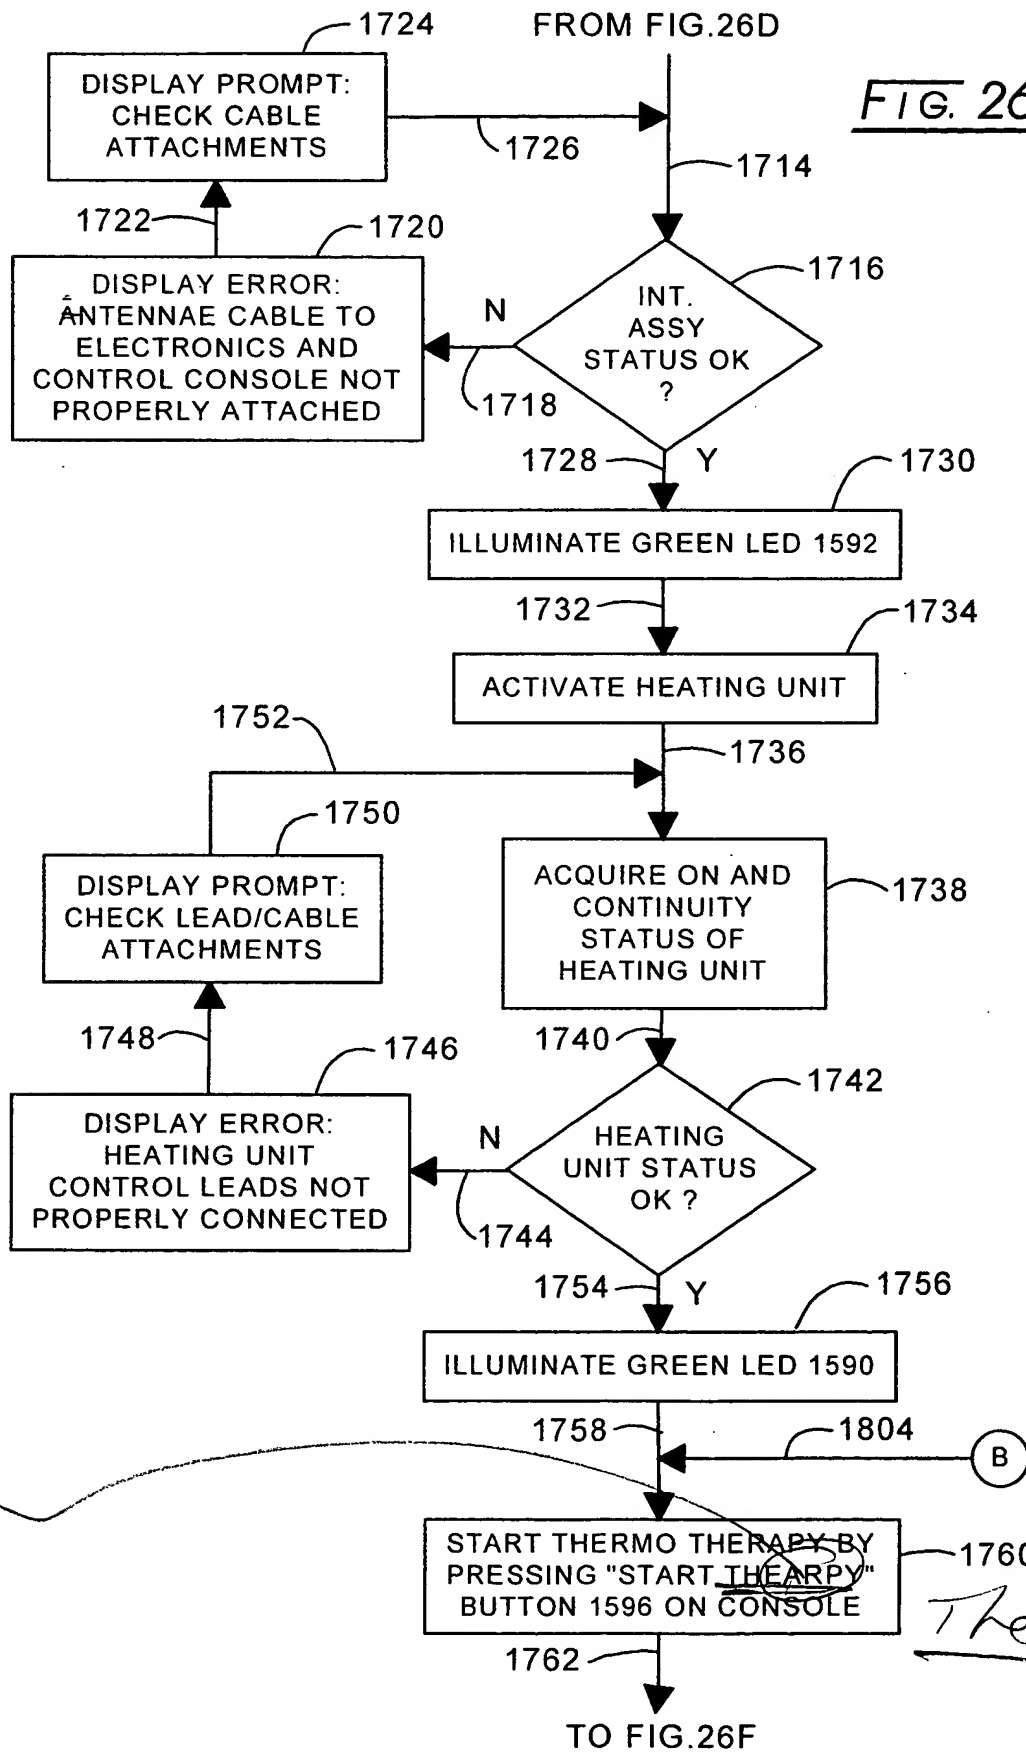 1724
FROM FIG.26D
FIG. 26
DISPLAY PROMPT:
CHECK CABLE
ATTACHMENTS
1726
1714
1722
1720
1716
DISPLAY ERROR:
ANTENNAE CABLE TO
ELECTRONICS AND
CONTROL CONSOLE NOT
PROPERLY ATTACHED
N
1718
INT.
ASSY
STATUS OK
?
1728
Y
1730
ILLUMINATE GREEN LED 1592
1732
1734
ACTIVATE HEATING UNIT
1752
1736
1750
DISPLAY PROMPT:
CHECK LEAD/CABLE
ATTACHMENTS
ACQUIRE ON AND
CONTINUITY
STATUS OF
HEATING UNIT
1738
1748
1746
1740
1742
DISPLAY ERROR:
HEATING UNIT
CONTROL LEADS NOT
PROPERLY CONNECTED
N
1744
HEATING
UNIT STATUS
OK ?
1754
Y
1756
ILLUMINATE GREEN LED 1590
1758
1804
B
START THERMO THERAPY BY
PRESSING "START THEARPY"
BUTTON 1596 ON CONSOLE
1760
The
1762
TO FIG.26F